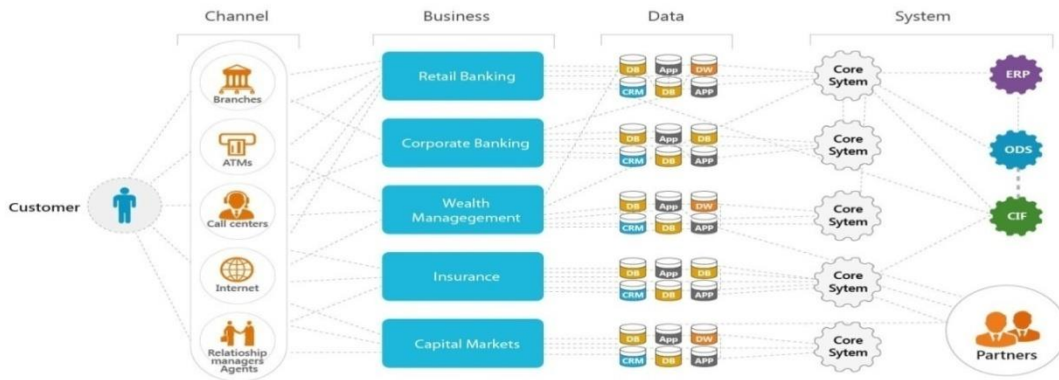 Channel
Business
Data
System
Customer
Branches
ATMs
Call centers
Internet
Relatioship
managers
Agents
Retail Banking
Corporate Banking
Wealth
Managegement
Insurance
Capital Markets
DB App DW
CRM DB APP
DB App DB
CRM DB APP
DB App DW
CRM DB APP
DB App DB
CRM DB APP
DB App DW
CRM DB APP
Core
Sytem
Core
Sytem
Core
Sytem
Core
Sytem
Core
Sytem
ERP
ODS
CIF
Partners